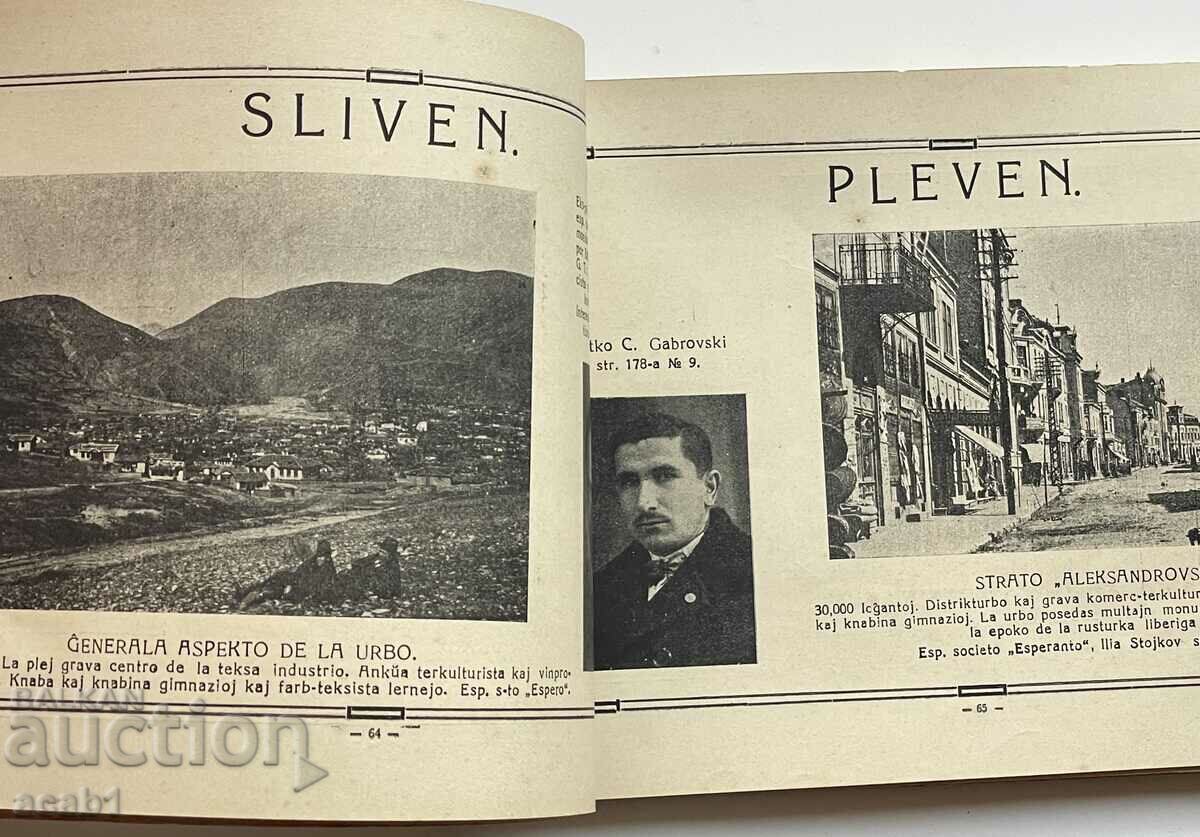 SLIVEN.
ĜENERALA ASPEKTO DE LA URBO.
La plej grava centro de la teksa industrio. Ankŭa terkulturista kaj vinpro-
Knaba kaj knabina gimnazioj kaj farb-teksista lernejo. Esp. s-to „Espero“.
— 64 —
PLEVEN.
tko C. Gabrovski
str. 178-a № 9.
STRATO „ALEKSANDROVS
30,000 Icĝantoj. Distrikturbo kaj grava komerc-terkultur
kaj knabina gimnazioj. La urbo posedas multajn monu
la epoko de la rusturka liberiga
Esp. societo „Esperanto“, Ilia Stojkov s
— 65 —
BALKAN
auction
acab1